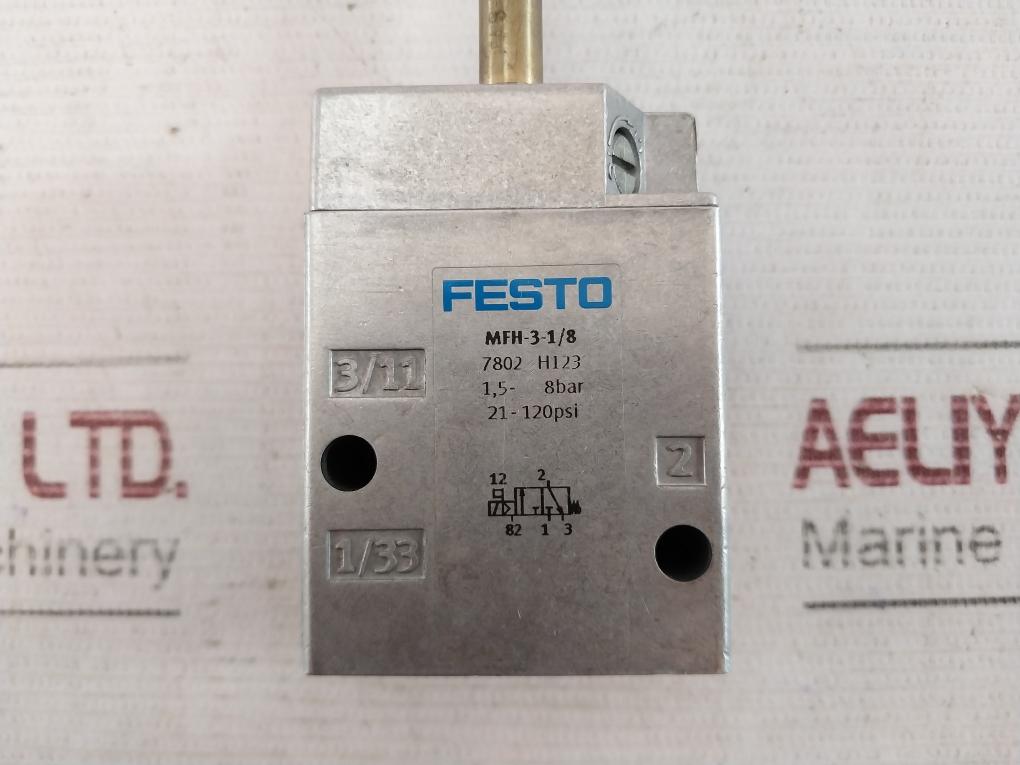 FESTO
MFH-3-1/8
7802 H123
1,5- 8bar
21-120psi
3/11
2
1/33
12 2
82 1 3
LTD.
chinery
AELIY
Marine